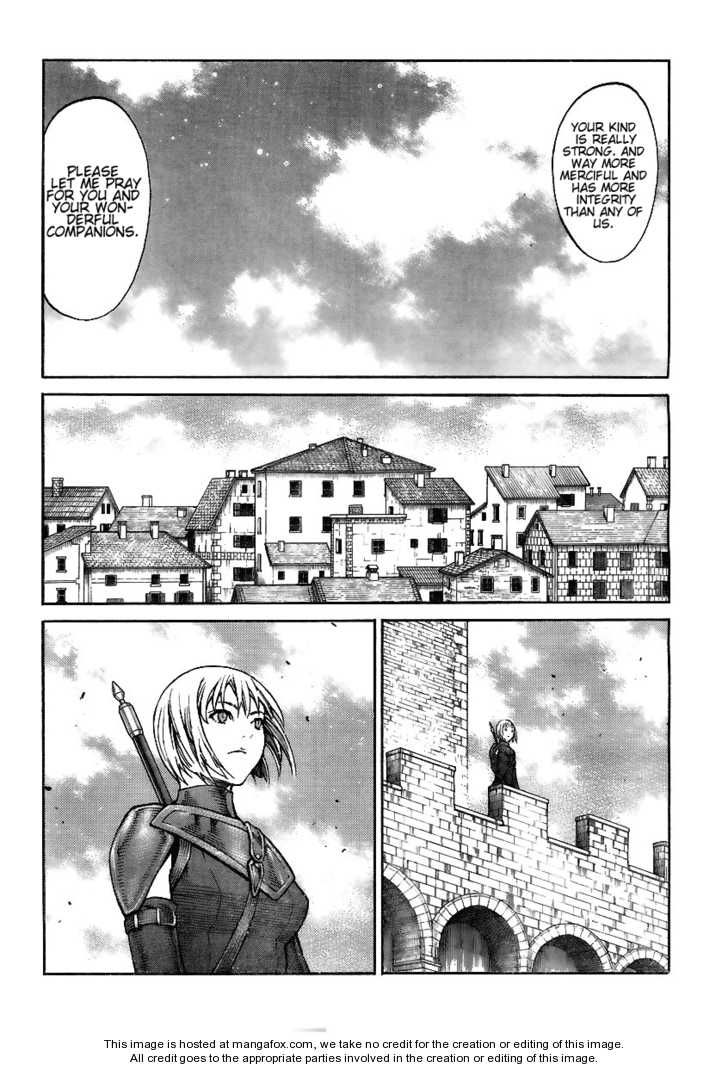 YOUR KIND
IS REALLY
STRONG. AND
WAY MORE
MERCIFUL AND
HAS MORE
INTEGRITY
THAN ANY OF
US.
PLEASE
LET ME PRAY
FOR YOU AND
YOUR WON-
DERFUL
COMPANIONS.
This image is hosted at mangafox.com, we take no credit for the creation or editing of this image.
All credit goes to the appropriate parties involved in the creation or editing of this image.